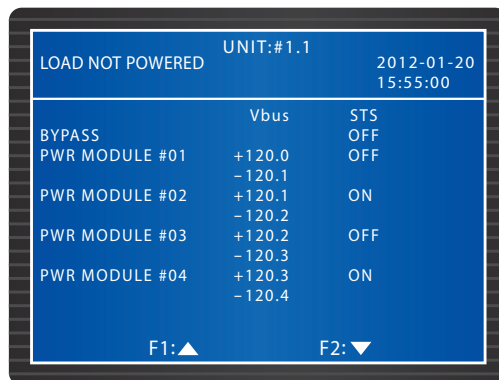 UNIT:#1.1
LOAD NOT POWERED
2012-01-20
15:55:00
Vbus STS
BYPASS OFF
PWR MODULE #01 +120.0 OFF
–120.1
PWR MODULE #02 +120.1 ON
–120.2
PWR MODULE #03 +120.2 OFF
–120.3
PWR MODULE #04 +120.3 ON
–120.4
F1:▲ F2:▼